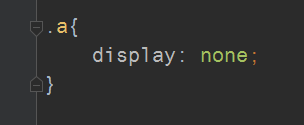 .a{
    display: none;
}